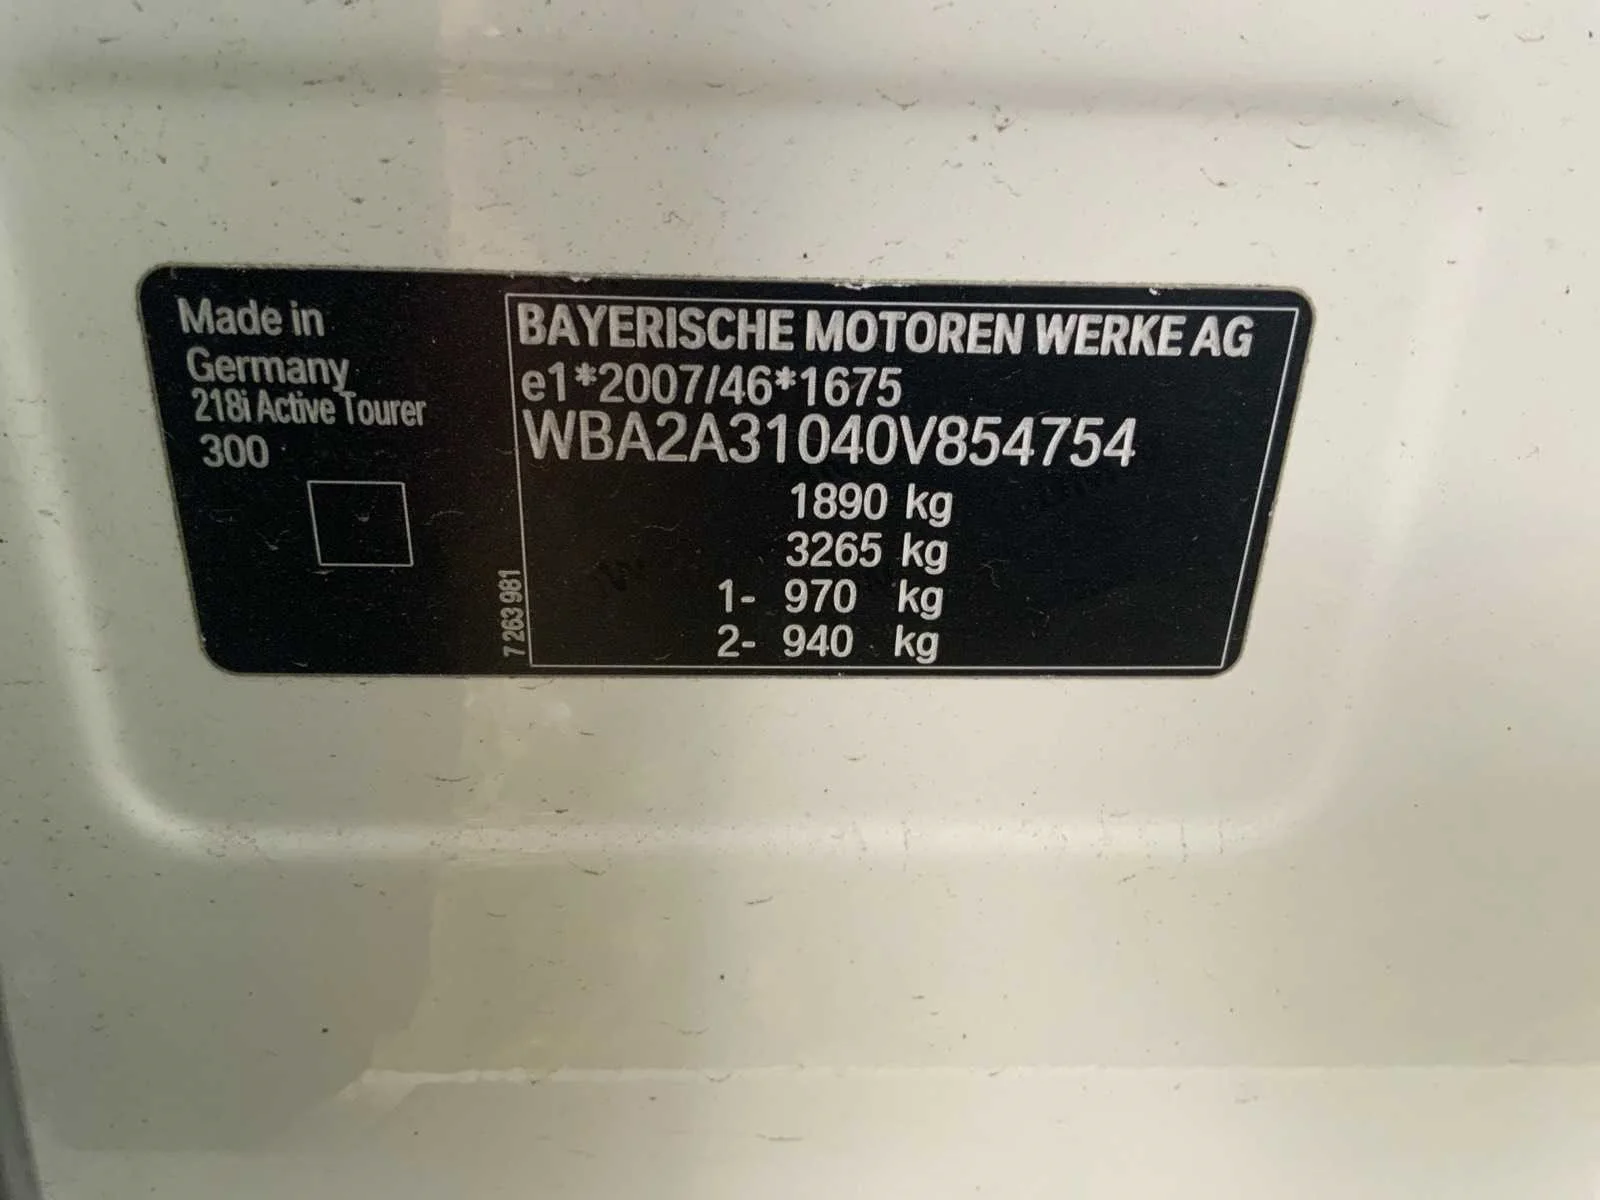 Made in
Germany
218i Active Tourer
300
7 263 981
BAYERISCHE MOTOREN WERKE AG
e1*2007/46*1675
WBA2A31040V854754
1890 kg
3265 kg
1- 970 kg
2- 940 kg